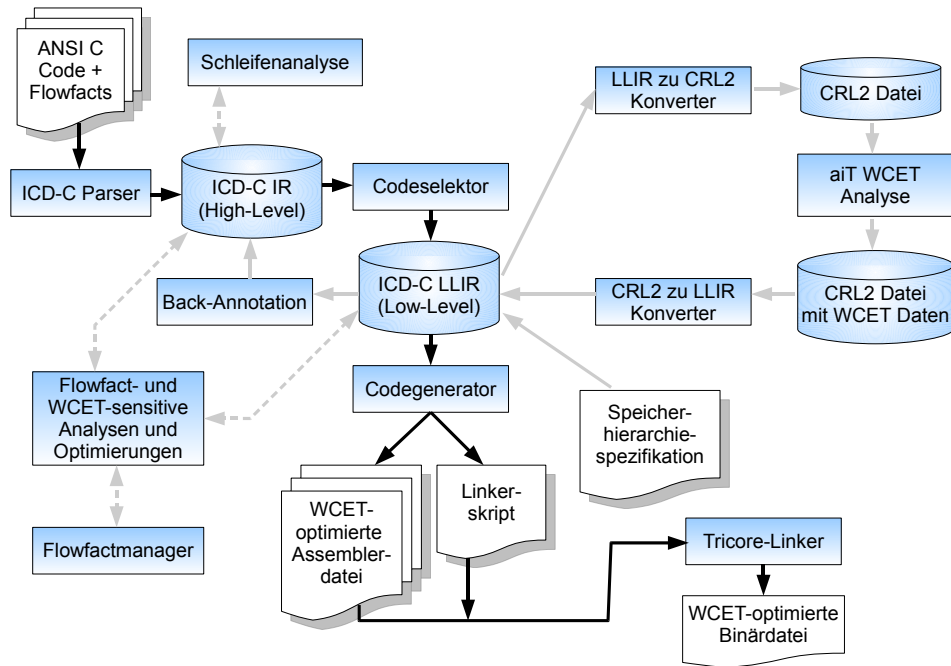 ANSI C
Code +
Flowfacts
Schleifenanalyse
LLIR zu CRL2
Konverter
CRL2 Datei
ICD-C Parser
ICD-C IR
(High-Level)
Codeselektor
aiT WCET
Analyse
Back-Annotation
ICD-C LLIR
(Low-Level)
CRL2 zu LLIR
Konverter
CRL2 Datei
mit WCET Daten
Flowfact- und
WCET-sensitive
Analysen und
Optimierungen
Codegenerator
Speicher-
hierarchie-
spezifikation
WCET-
optimierte
Assembler-
datei
Linker-
skript
Flowfactmanager
Tricore-Linker
WCET-optimierte
Binärdatei